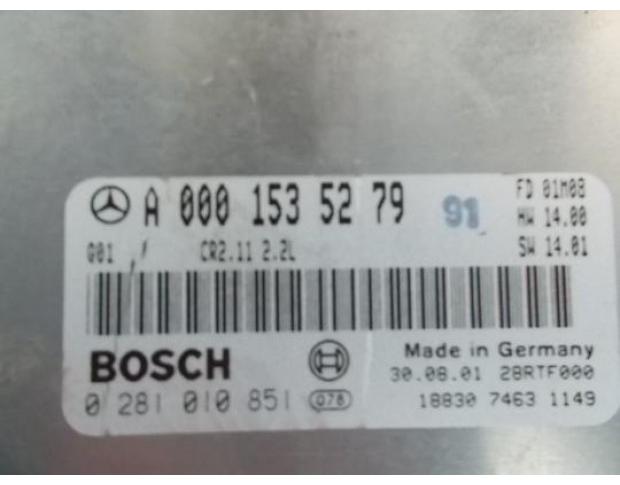 A 000 153 52 79 91
FD 01M08
HW 14.00
G01 CR2.11 2.2L SW 14.01
BOSCH Made in Germany
30.08.01 28RTF000
0 281 010 851 078
18830 7463 1149